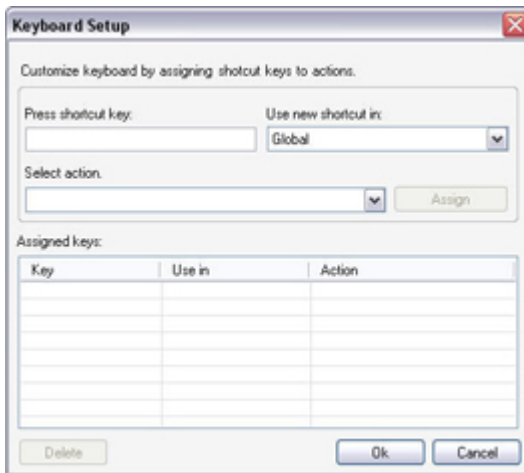 Keyboard Setup
Customize keyboard by assigning shotcut keys to actions.
Press shortcut key: Use new shortcut in:
Global
Select action.
Assign
Assigned keys:
Key Use in Action
Delete Ok Cancel